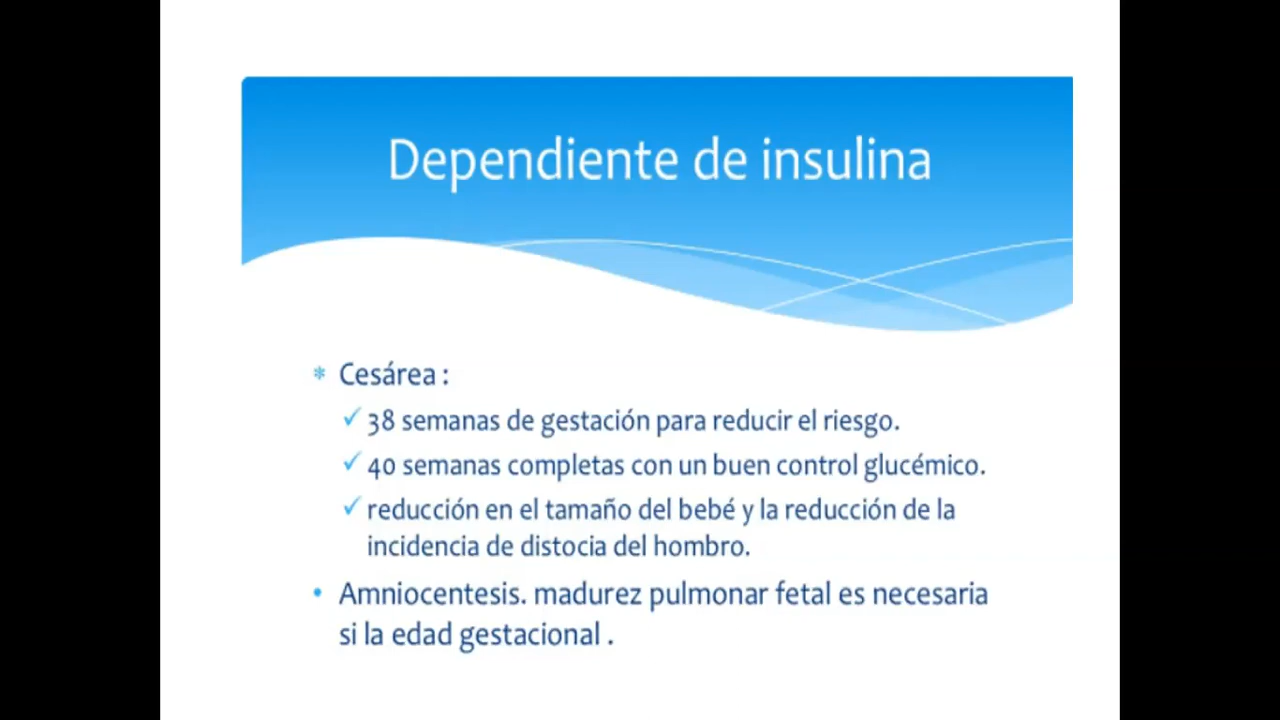 Dependiente de insulina
Cesárea :
38 semanas de gestación para reducir el riesgo.
40 semanas completas con un buen control glucémico.
reducción en el tamaño del bebé y la reducción de la
incidencia de distocia del hombro.
Amniocentesis. madurez pulmonar fetal es necesaria
si la edad gestacional .